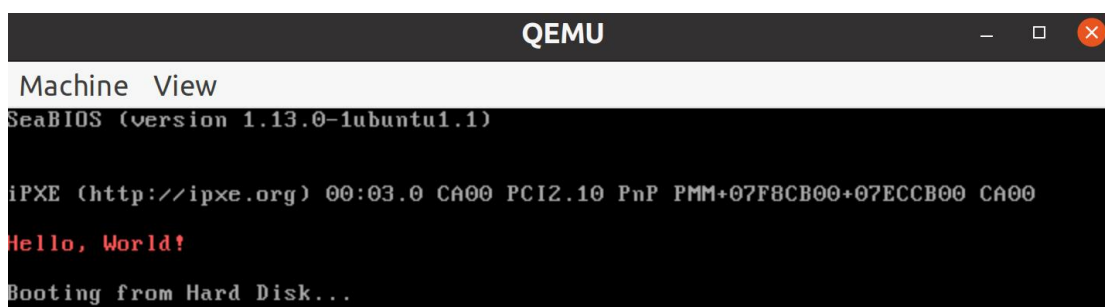 QEMU
Machine View
SeaBIOS (version 1.13.0-1ubuntu1.1)
iPXE (http://ipxe.org) 00:03.0 CA00 PCI2.10 PnP PMM+07F8CB00+07ECCB00 CA00
Hello, World!
Booting from Hard Disk...